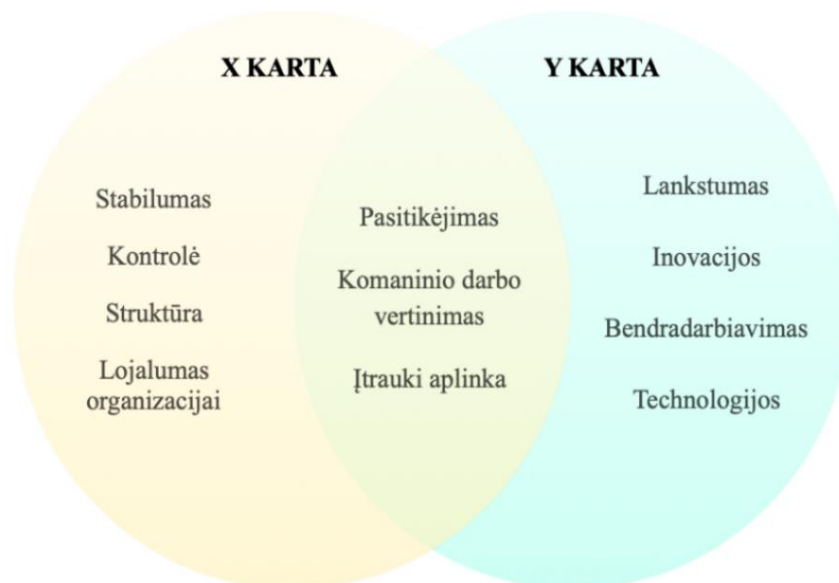 X KARTA
Y KARTA
Stabilumas
Kontrolė
Struktūra
Lojalumas
organizacijai
Pasitikėjimas
Komaninio darbo
vertinimas
Įtrauki aplinka
Lankstumas
Inovacijos
Bendradarbiavimas
Technologijos